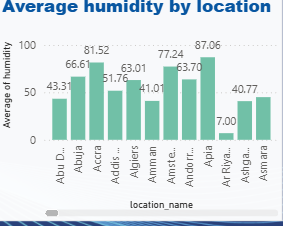 Average humidity by location
Average of humidity
100
50
0
43.31
66.61
81.52
51.76
63.01
41.01
77.24
63.70
87.06
7.00
40.77
Abu D...
Abuja
Accra
Addis ...
Algiers
Amman
Amste...
Andorr...
Apia
Ar Riya...
Ashga...
Asmara
location_name